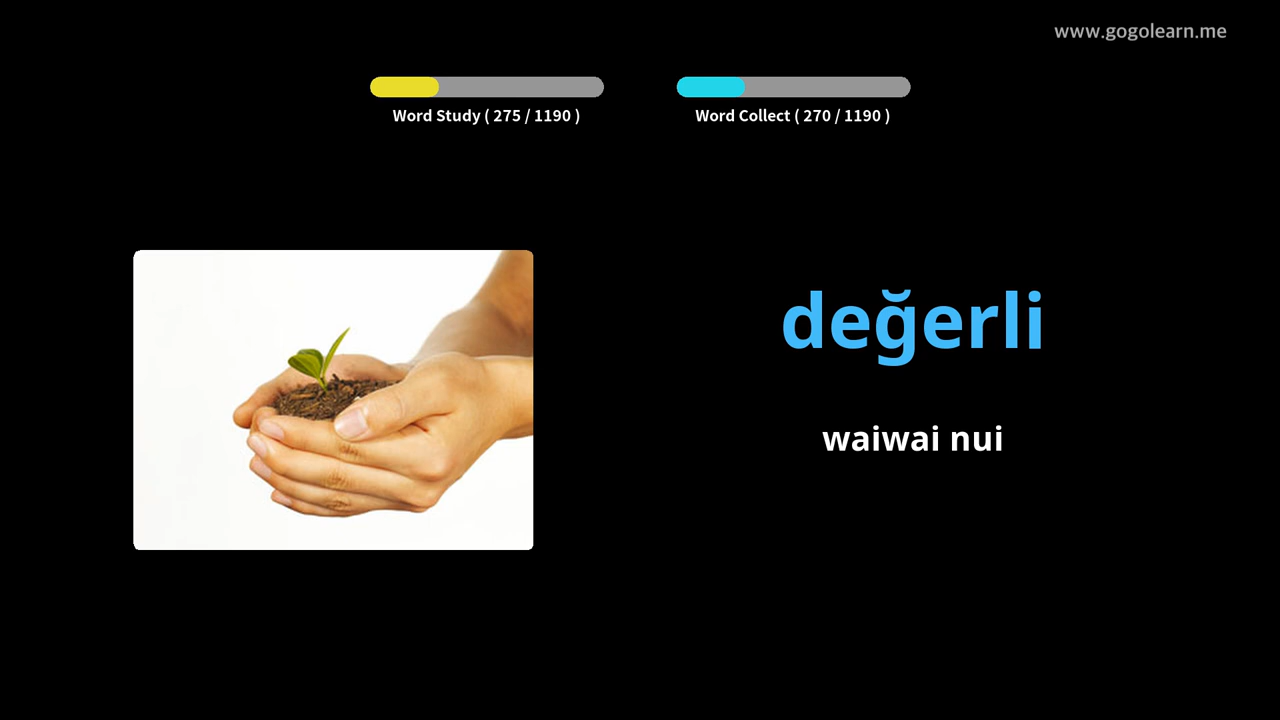 www.gogolearn.me
Word Study ( 275 / 1190 )
Word Collect ( 270 / 1190 )
değerli
waiwai nui